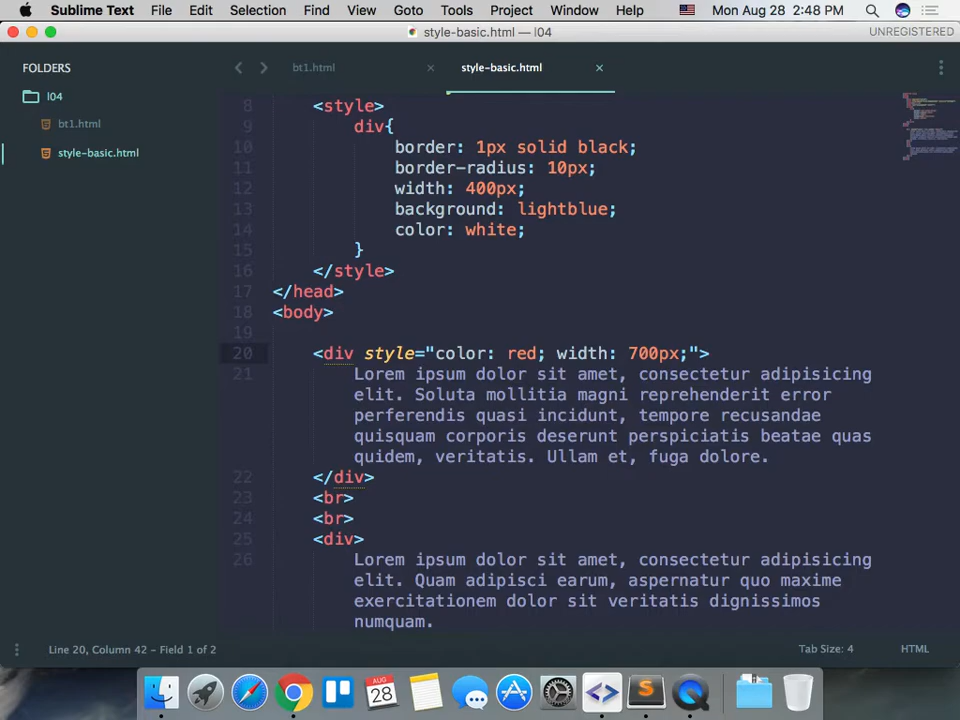 Sublime Text File Edit Selection Find View Goto Tools Project Window Help Mon Aug 28 2:48 PM
style-basic.html — l04 UNREGISTERED
FOLDERS
l04
bt1.html
style-basic.html
bt1.html × style-basic.html ×
8 <style>
9 div{
10 border: 1px solid black;
11 border-radius: 10px;
12 width: 400px;
13 background: lightblue;
14 color: white;
15 }
16 </style>
17 </head>
18 <body>
19
20 <div style="color: red; width: 700px;">
21 Lorem ipsum dolor sit amet, consectetur adipisicing
elit. Soluta mollitia magni reprehenderit error
perferendis quasi incidunt, tempore recusandae
quisquam corporis deserunt perspiciatis beatae quas
quidem, veritatis. Ullam et, fuga dolore.
22 </div>
23 <br>
24 <br>
25 <div>
26 Lorem ipsum dolor sit amet, consectetur adipisicing
elit. Quam adipisci earum, aspernatur quo maxime
exercitationem dolor sit veritatis dignissimos
numquam.
Line 20, Column 42 - Field 1 of 2 Tab Size: 4 HTML
AUG
28